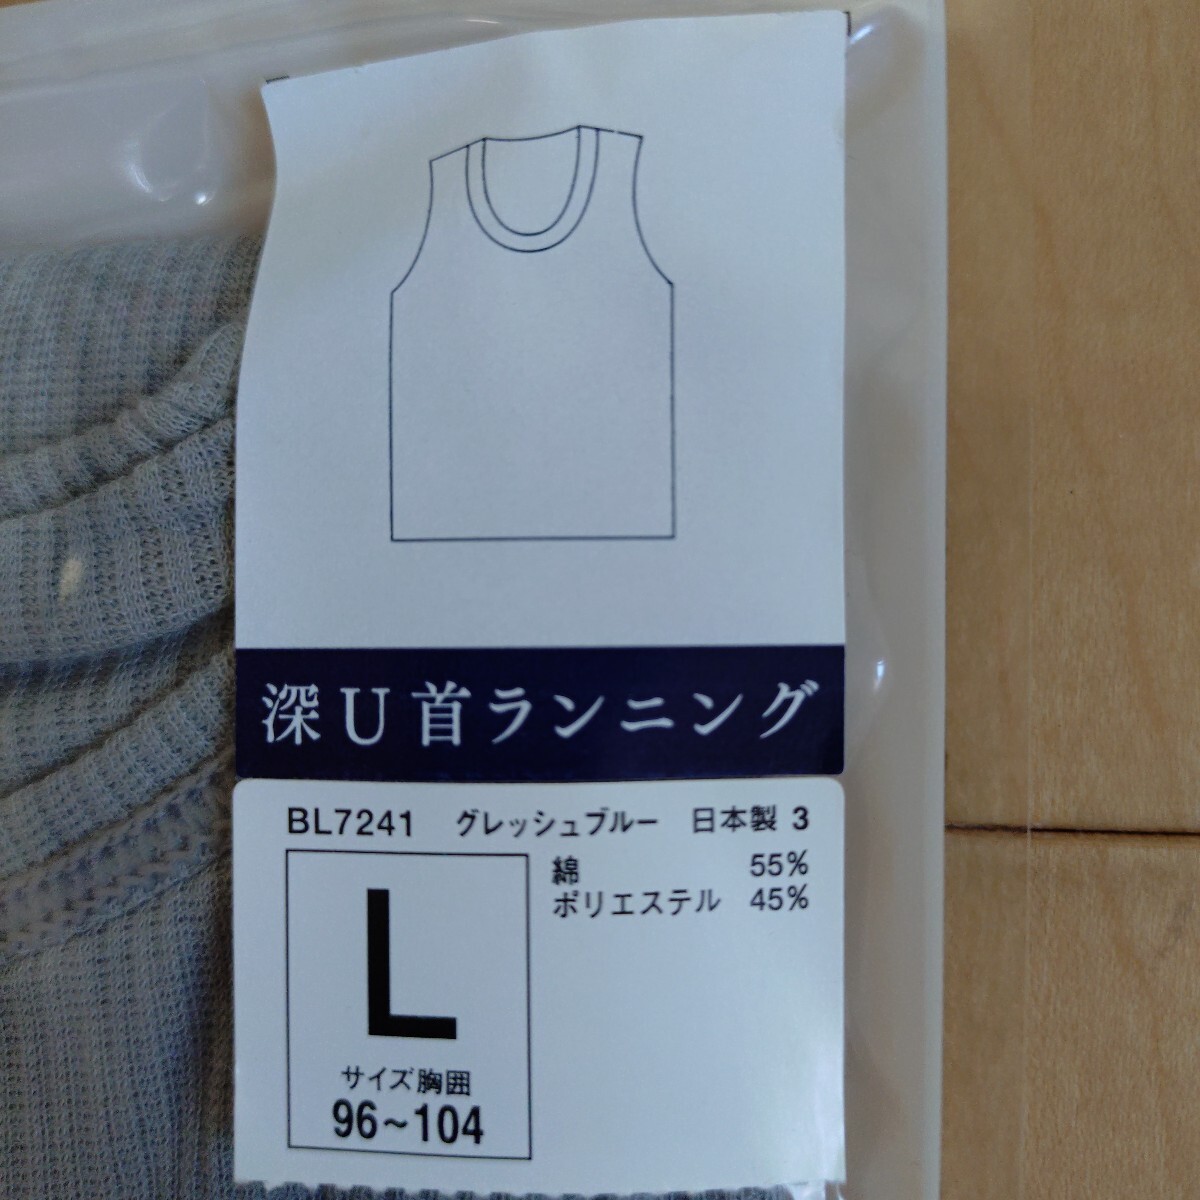 深U首ランニング
BL7241 グレッシュブルー 日本製 3
綿 55%
ポリエステル 45%
L
サイズ胸囲
96~104